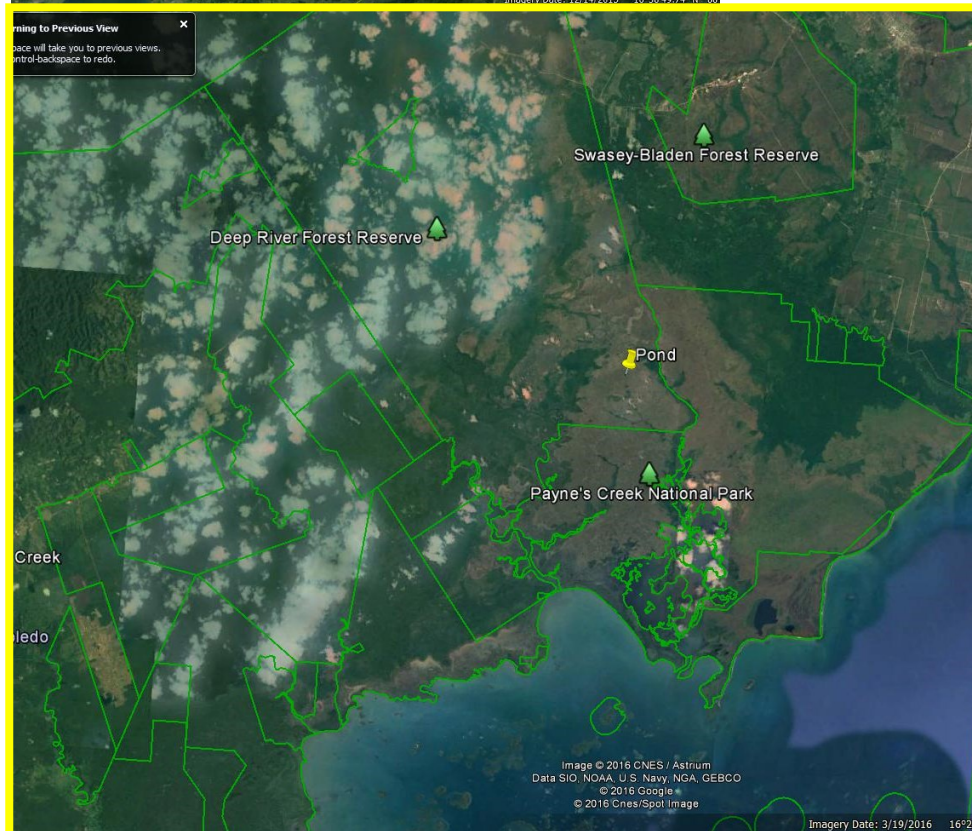 rning to Previous View
pace will take you to previous views.
ontrol-backspace to redo.
Swasey-Bladen Forest Reserve
Deep River Forest Reserve
Pond
Payne's Creek National Park
Creek
ledo
Image © 2016 CNES / Astrium
Data SIO, NOAA, U.S. Navy, NGA, GEBCO
© 2016 Google
© 2016 Cnes/Spot Image
Imagery Date: 3/19/2016 16°2